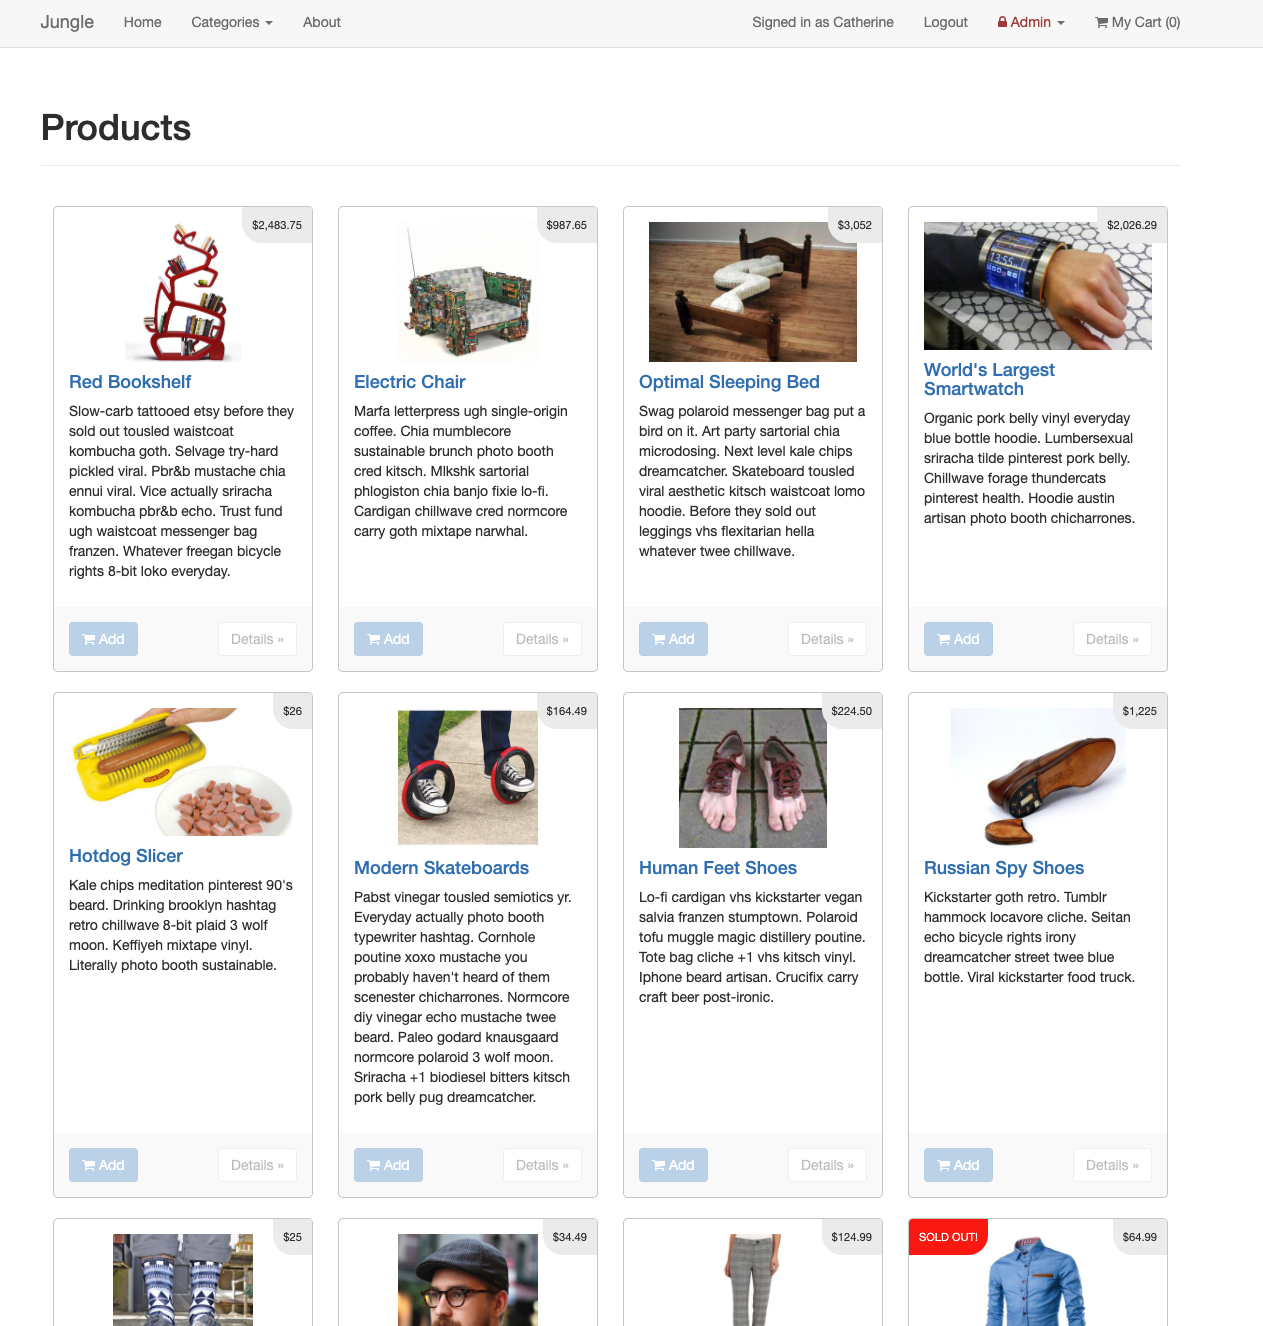 Jungle Home Categories About Signed in as Catherine Logout Admin My Cart (0)
Products
$2,483.75
Red Bookshelf
Slow-carb tattooed etsy before they
sold out tousled waistcoat
kombucha goth. Selvage try-hard
pickled viral. Pbr&b mustache chia
ennui viral. Vice actually sriracha
kombucha pbr&b echo. Trust fund
ugh waistcoat messenger bag
franzen. Whatever freegan bicycle
rights 8-bit loko everyday.
Add Details »
$987.65
Electric Chair
Marfa letterpress ugh single-origin
coffee. Chia mumblecore
sustainable brunch photo booth
cred kitsch. Mlkshk sartorial
phlogiston chia banjo fixie lo-fi.
Cardigan chillwave cred normcore
carry goth mixtape narwhal.
Add Details »
$3,052
Optimal Sleeping Bed
Swag polaroid messenger bag put a
bird on it. Art party sartorial chia
microdosing. Next level kale chips
dreamcatcher. Skateboard tousled
viral aesthetic kitsch waistcoat lomo
hoodie. Before they sold out
leggings vhs flexitarian hella
whatever twee chillwave.
Add Details »
$2,026.29
13:55
World's Largest
Smartwatch
Organic pork belly vinyl everyday
blue bottle hoodie. Lumbersexual
sriracha tilde pinterest pork belly.
Chillwave forage thundercats
pinterest health. Hoodie austin
artisan photo booth chicharrones.
Add Details »
$26
Hotdog Slicer
Kale chips meditation pinterest 90's
beard. Drinking brooklyn hashtag
retro chillwave 8-bit plaid 3 wolf
moon. Keffiyeh mixtape vinyl.
Literally photo booth sustainable.
Add Details »
$164.49
Modern Skateboards
Pabst vinegar tousled semiotics yr.
Everyday actually photo booth
typewriter hashtag. Cornhole
poutine xoxo mustache you
probably haven't heard of them
scenester chicharrones. Normcore
diy vinegar echo mustache twee
beard. Paleo godard knausgaard
normcore polaroid 3 wolf moon.
Sriracha +1 biodiesel bitters kitsch
pork belly pug dreamcatcher.
Add Details »
$224.50
Human Feet Shoes
Lo-fi cardigan vhs kickstarter vegan
salvia franzen stumptown. Polaroid
tofu muggle magic distillery poutine.
Tote bag cliche +1 vhs kitsch vinyl.
Iphone beard artisan. Crucifix carry
craft beer post-ironic.
Add Details »
$1,225
Russian Spy Shoes
Kickstarter goth retro. Tumblr
hammock locavore cliche. Seitan
echo bicycle rights irony
dreamcatcher street twee blue
bottle. Viral kickstarter food truck.
Add Details »
$25
$34.49
$124.99
SOLD OUT! $64.99